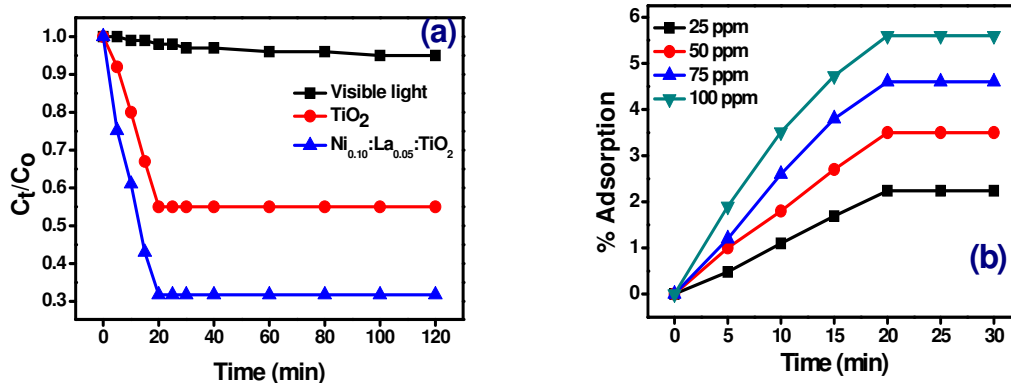 (a)
1.0
0.9
0.8
0.7
0.6
0.5
0.4
0.3
Ct/Co
Visible light
TiO2
Ni0.10:La0.05:TiO2
0 20 40 60 80 100 120
Time (min)
6
5
4
3
2
1
0
% Adsorption
25 ppm
50 ppm
75 ppm
100 ppm
(b)
0 5 10 15 20 25 30
Time (min)